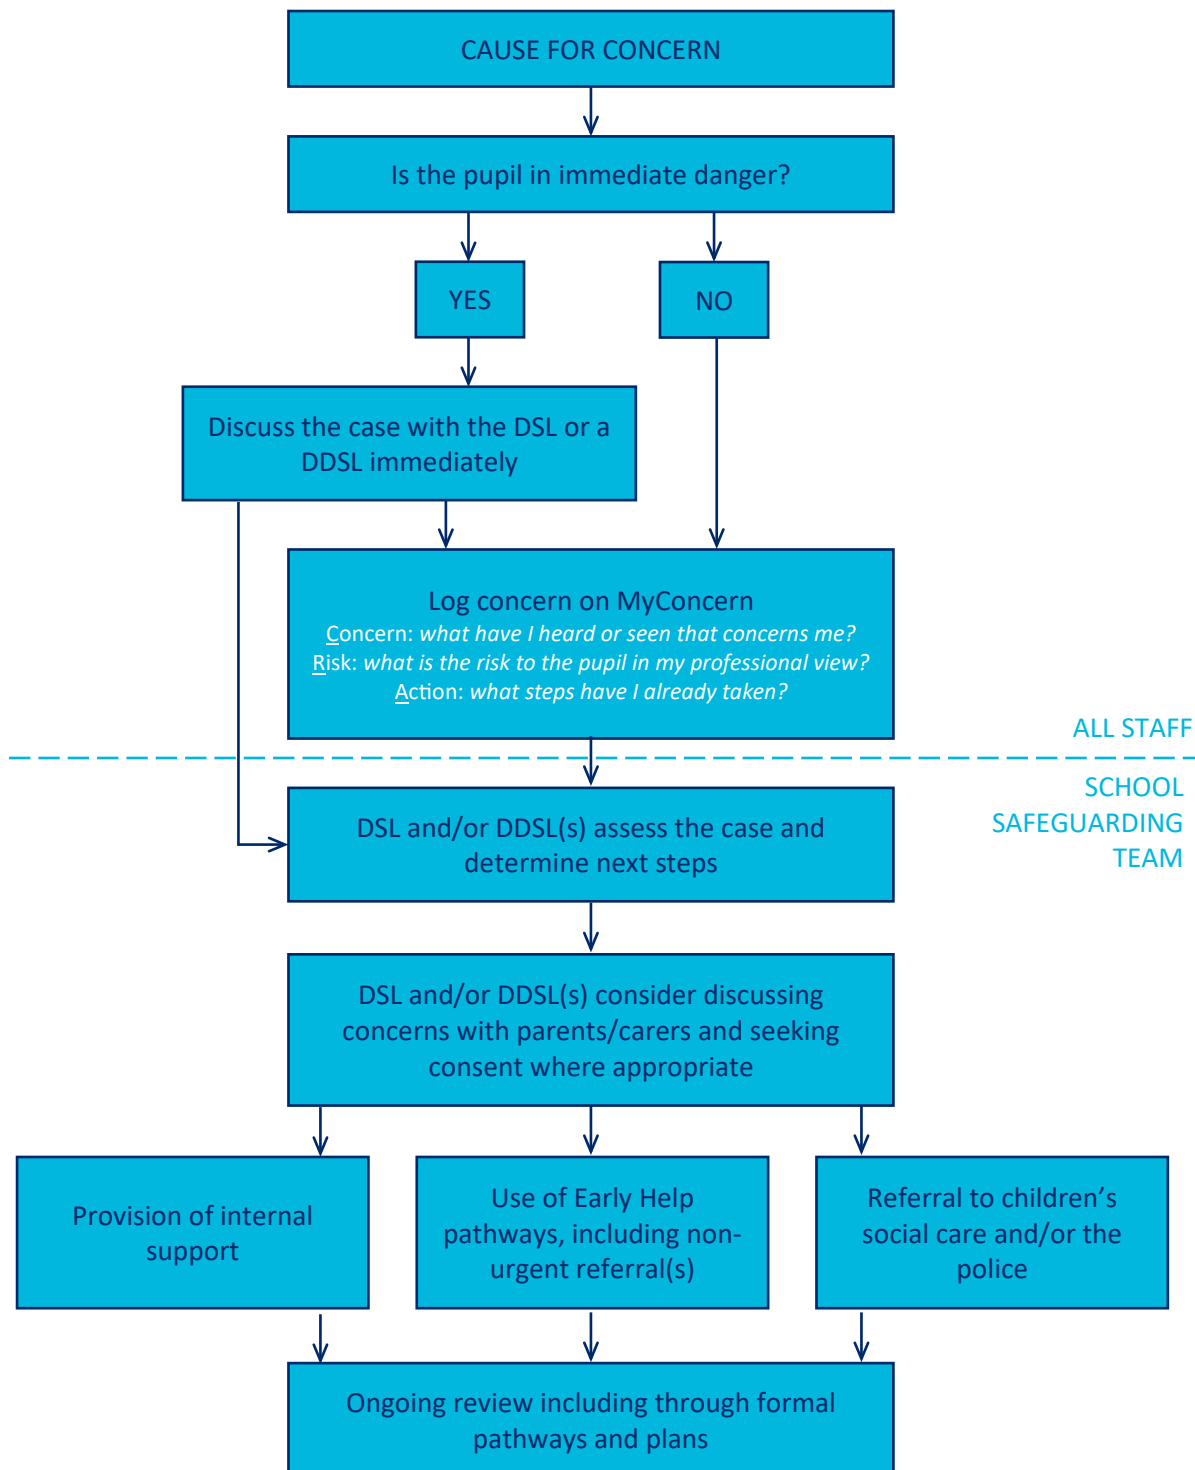 CAUSE FOR CONCERN
Is the pupil in immediate danger?
YES
NO
Discuss the case with the DSL or a
DDSL immediately
Log concern on MyConcern
Concern: what have I heard or seen that concerns me?
Risk: what is the risk to the pupil in my professional view?
Action: what steps have I already taken?
ALL STAFF
SCHOOL
SAFEGUARDING
TEAM
DSL and/or DDSL(s) assess the case and
determine next steps
DSL and/or DDSL(s) consider discussing
concerns with parents/carers and seeking
consent where appropriate
Provision of internal
support
Use of Early Help
pathways, including non-
urgent referral(s)
Referral to children’s
social care and/or the
police
Ongoing review including through formal
pathways and plans